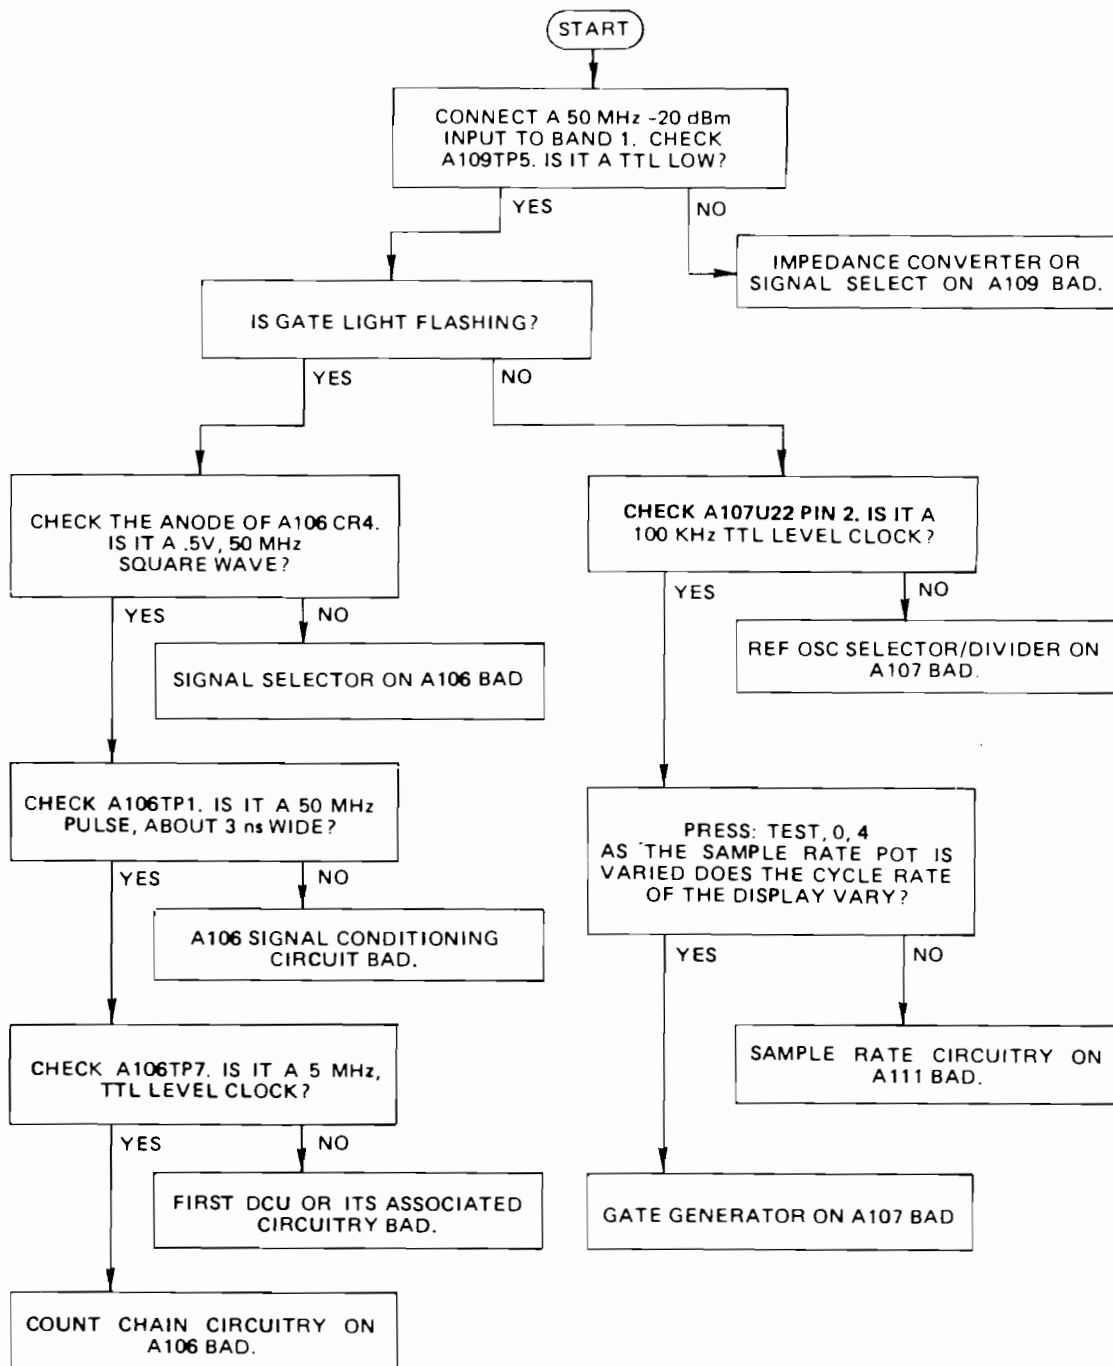 START
CONNECT A 50 MHz -20 dBm
INPUT TO BAND 1. CHECK
A109TP5. IS IT A TTL LOW?
YES
NO
IMPEDANCE CONVERTER OR
SIGNAL SELECT ON A109 BAD.
IS GATE LIGHT FLASHING?
YES
NO
CHECK THE ANODE OF A106 CR4.
IS IT A .5V, 50 MHz
SQUARE WAVE?
YES
NO
SIGNAL SELECTOR ON A106 BAD
CHECK A106TP1. IS IT A 50 MHz
PULSE, ABOUT 3 ns WIDE?
YES
NO
A106 SIGNAL CONDITIONING
CIRCUIT BAD.
CHECK A106TP7. IS IT A 5 MHz,
TTL LEVEL CLOCK?
YES
NO
FIRST DCU OR ITS ASSOCIATED
CIRCUITRY BAD.
COUNT CHAIN CIRCUITRY ON
A106 BAD.
CHECK A107U22 PIN 2. IS IT A
100 KHz TTL LEVEL CLOCK?
YES
NO
REF OSC SELECTOR/DIVIDER ON
A107 BAD.
PRESS: TEST, 0, 4
AS THE SAMPLE RATE POT IS
VARIED DOES THE CYCLE RATE
OF THE DISPLAY VARY?
YES
NO
SAMPLE RATE CIRCUITRY ON
A111 BAD.
GATE GENERATOR ON A107 BAD